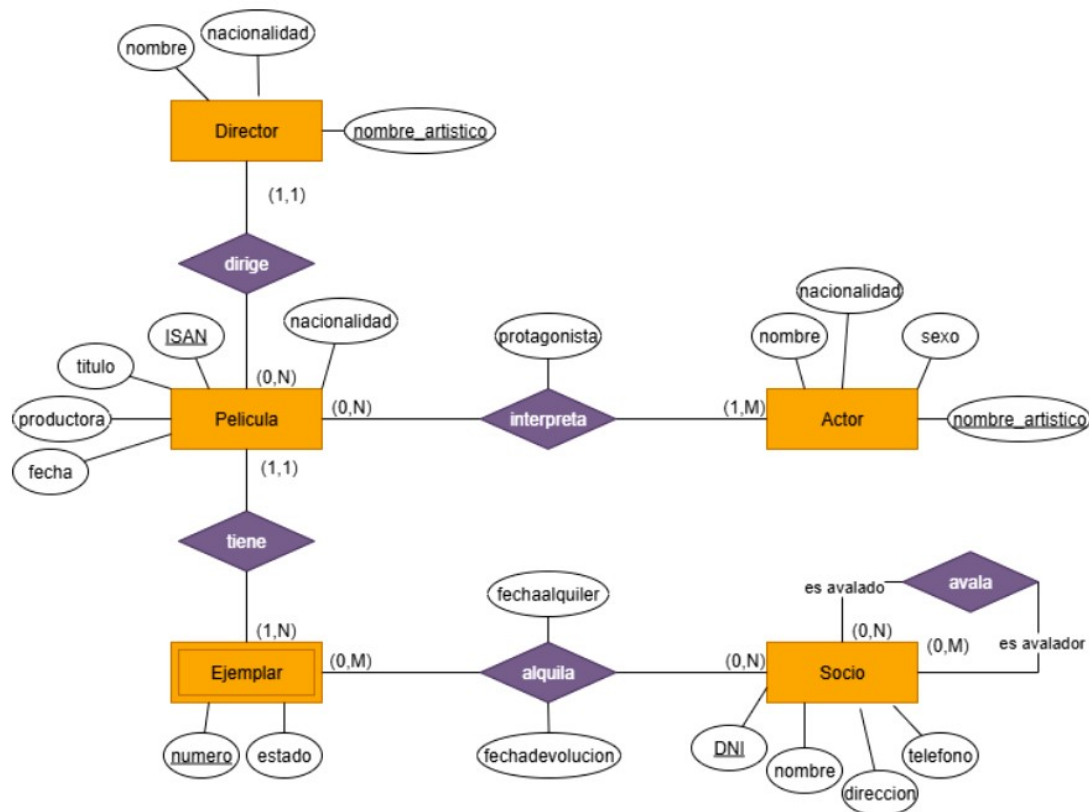 nacionalidad
nombre
Director
nombre_artistico
(1,1)
dirige
ISAN
nacionalidad
titulo
productora
fecha
(0,N)
Pelicula
(1,1)
(0,N)
protagonista
interpreta
(1,M)
nombre
nacionalidad
sexo
Actor
nombre_artistico
tiene
(1,N)
Ejemplar
(0,M)
numero
estado
fechaalquiler
alquila
fechadevolucion
(0,N)
es avalado
avala
(0,N)
(0,M)
es avalador
Socio
DNI
nombre
direccion
telefono